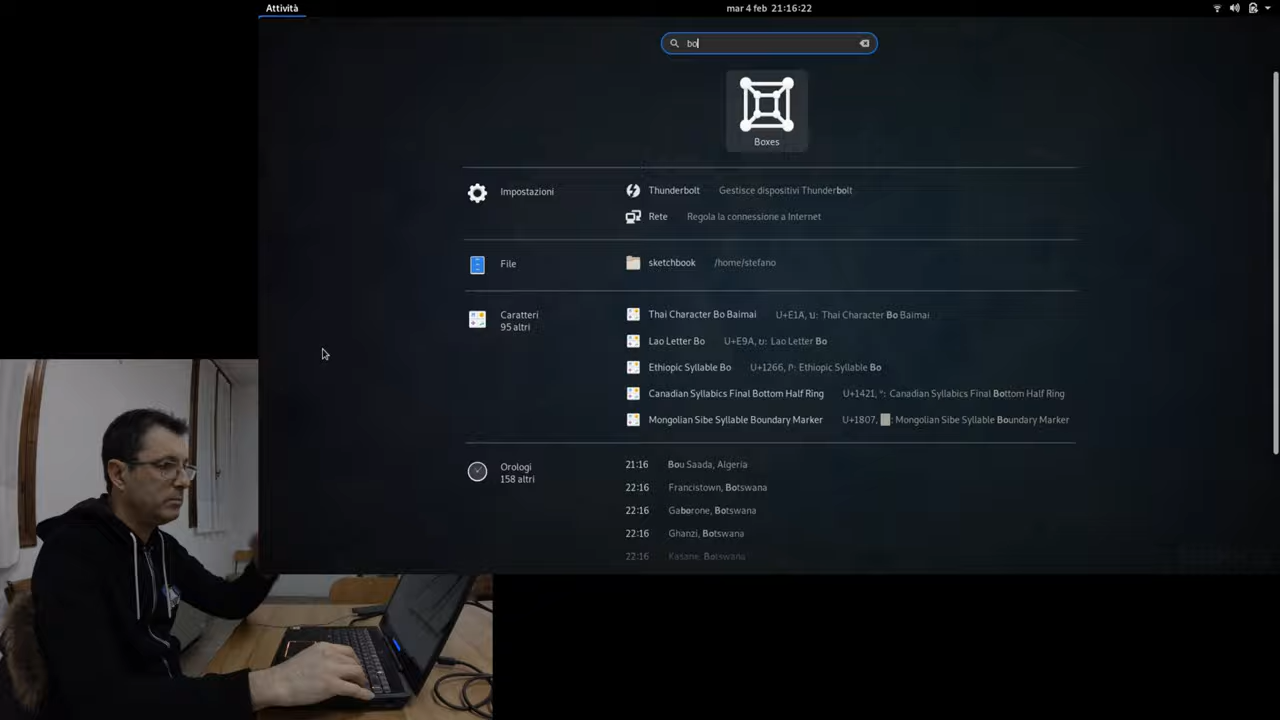 Attività
mar 4 feb 21:16:22
bo
Boxes
Impostazioni
Thunderbolt Gestisce dispositivi Thunderbolt
Rete Regola la connessione a Internet
File
sketchbook /home/stefano
Caratteri
95 altri
Thai Character Bo Baimai U+E1A, บ: Thai Character Bo Baimai
Lao Letter Bo U+E9A, ບ: Lao Letter Bo
Ethiopic Syllable Bo U+1266, ቦ: Ethiopic Syllable Bo
Canadian Syllabics Final Bottom Half Ring U+1421, ᐡ: Canadian Syllabics Final Bottom Half Ring
Mongolian Sibe Syllable Boundary Marker U+1807, : Mongolian Sibe Syllable Boundary Marker
Orologi
158 altri
21:16 Bou Saada, Algeria
22:16 Francistown, Botswana
22:16 Gaborone, Botswana
22:16 Ghanzi, Botswana
22:16 Kasane, Botswana